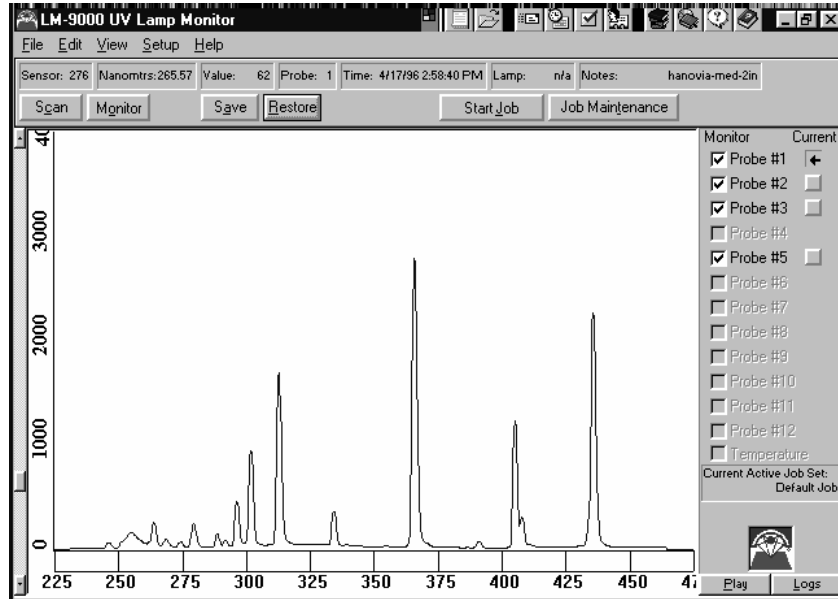 LM-9000 UV Lamp Monitor
File Edit View Setup Help
Sensor: 276 Nanomtrs:265.57 Value: 62 Probe: 1 Time: 4/17/96 2:58:40 PM Lamp: n/a Notes: hanovia-med-2in
Scan Monitor Save Restore Start Job Job Maintenance
Monitor Current
Probe #1
Probe #2
Probe #3
Probe #4
Probe #5
Probe #6
Probe #7
Probe #8
Probe #9
Probe #10
Probe #11
Probe #12
Temperature
Current Active Job Set:
Default Job
Play Logs
3000
2000
1000
0
225 250 275 300 325 350 375 400 425 450